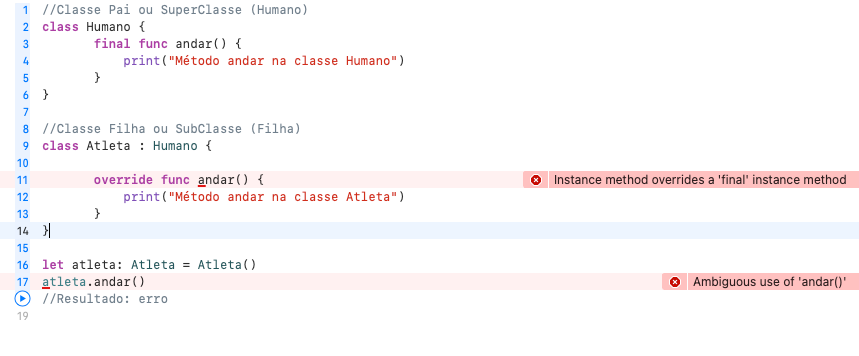 1 //Classe Pai ou SuperClasse (Humano)
2 class Humano {
3 final func andar() {
4 print("Método andar na classe Humano")
5 }
6 }
7
8 //Classe Filha ou SubClasse (Filha)
9 class Atleta : Humano {
10
11 override func andar() { Instance method overrides a 'final' instance method
12 print("Método andar na classe Atleta")
13 }
14 }
15
16 let atleta: Atleta = Atleta()
17 atleta.andar() Ambiguous use of 'andar()'
//Resultado: erro
19